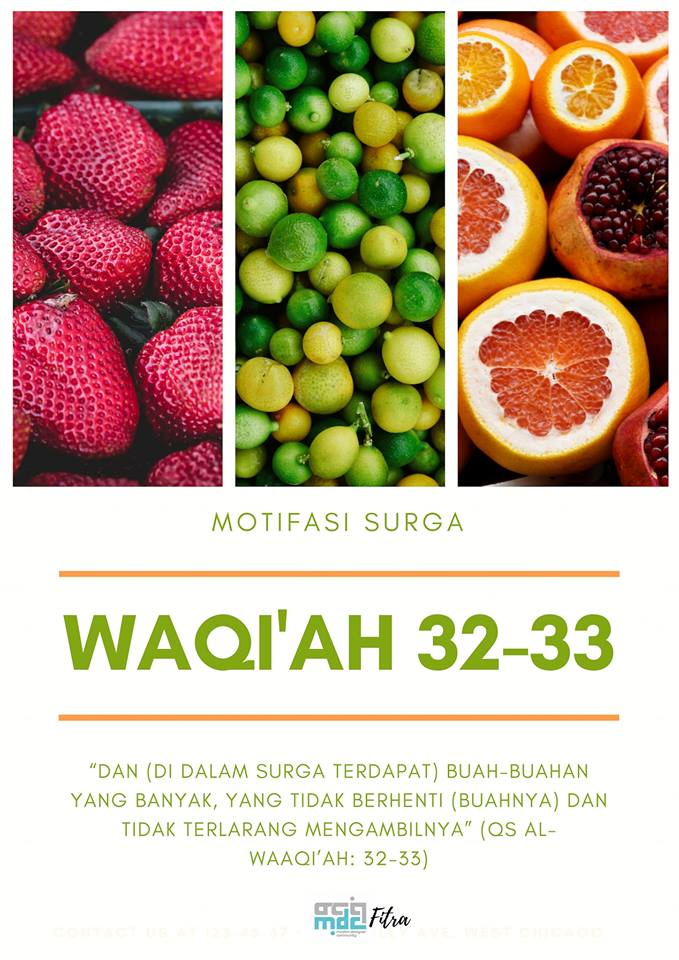 MOTIFASI SURGA
WAQI'AH 32-33
“DAN (DI DALAM SURGA TERDAPAT) BUAH-BUAHAN
YANG BANYAK, YANG TIDAK BERHENTI (BUAHNYA) DAN
TIDAK TERLARANG MENGAMBILNYA” (QS AL-
WAAQI’AH: 32-33)
mdc Fitra